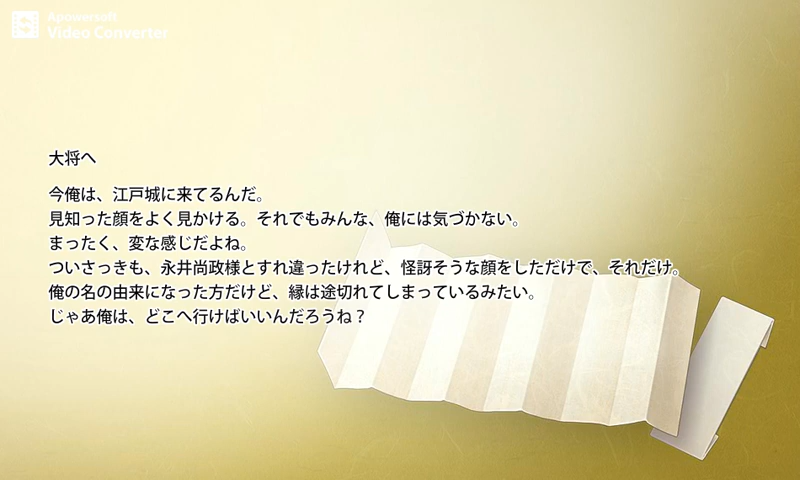 Apowersoft
Video Converter
大将へ
今俺は、江戸城に来てるんだ。
見知った顔をよく見かける。それでもみんな、俺には気づかない。
まったく、変な感じだよね。
ついさっきも、永井尚政様とすれ違ったけれど、怪訝そうな顔をしただけで、それだけ。
俺の名の由来になった方だけど、縁は途切れてしまっているみたい。
じゃあ俺は、どこへ行けばいいんだろうね？